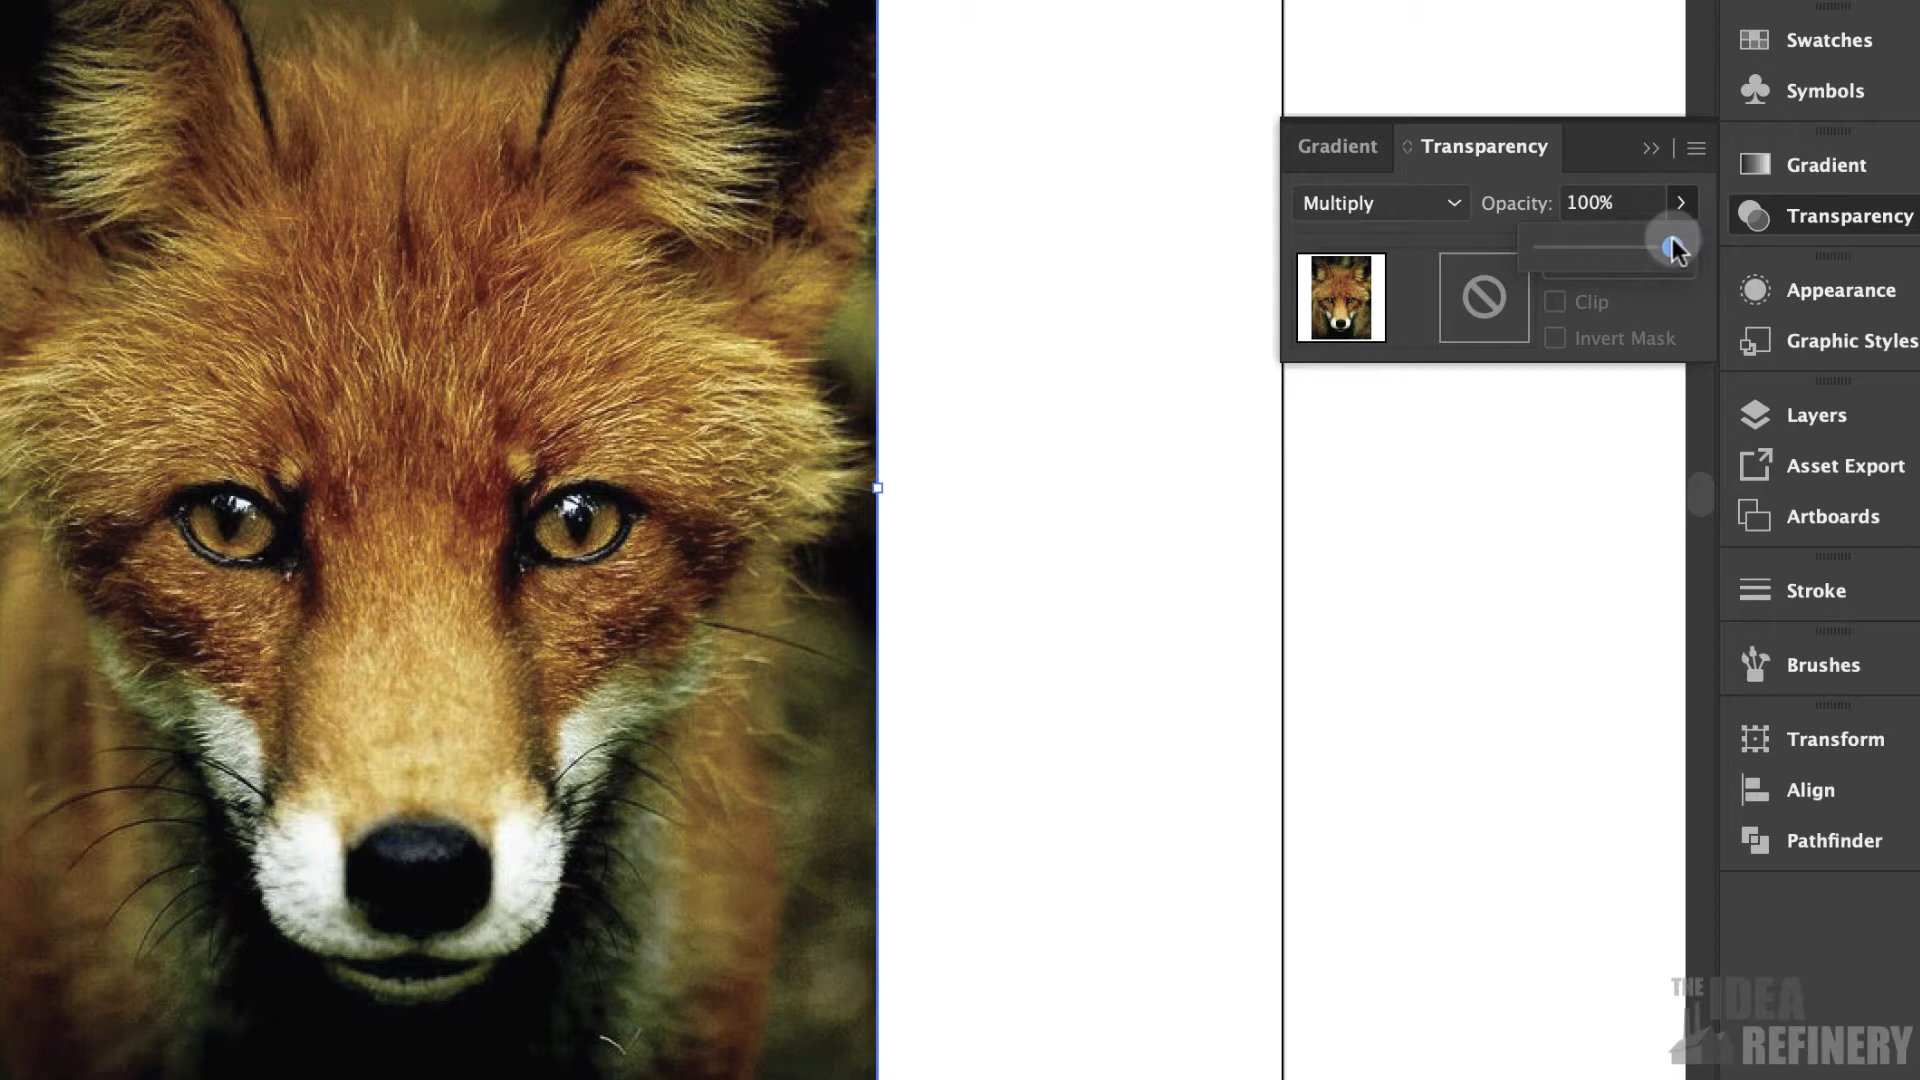 Swatches
Symbols
Gradient
Transparency
Multiply
Opacity:
100%
Clip
Invert Mask
Gradient
Transparency
Appearance
Graphic Styles
Layers
Asset Export
Artboards
Stroke
Brushes
Transform
Align
Pathfinder
THE IDEA
REFINERY